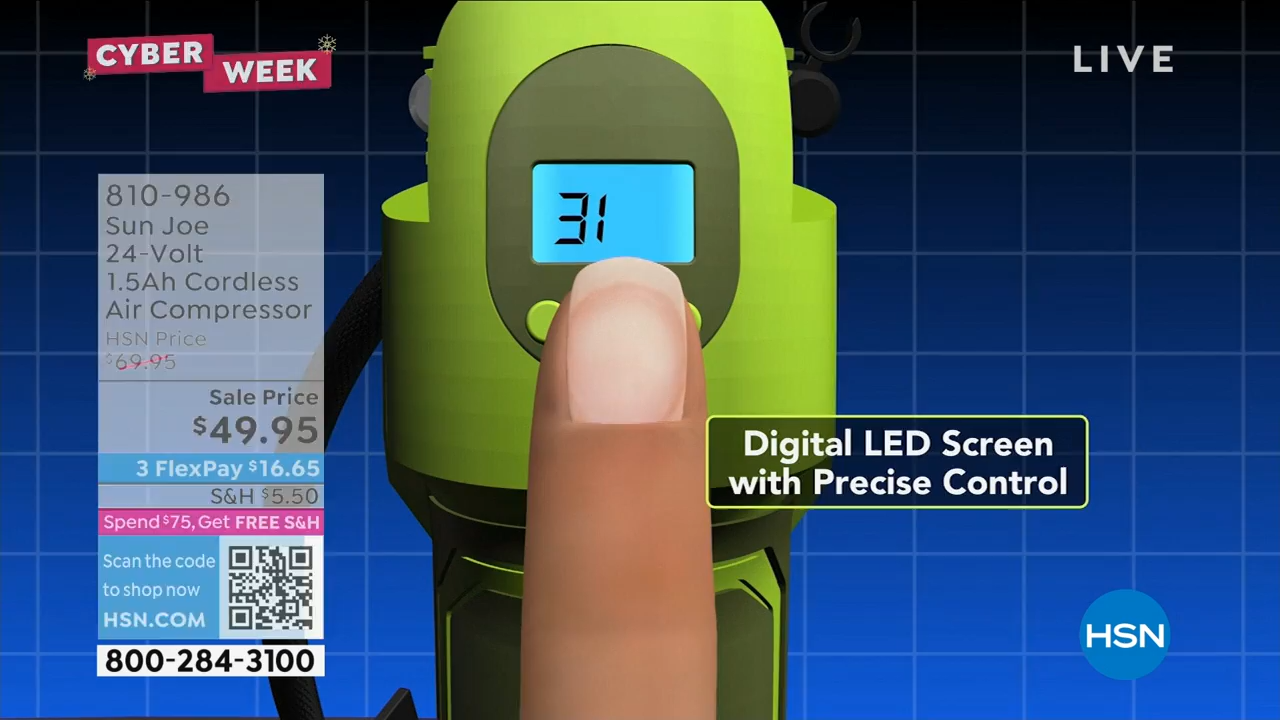 CYBER
WEEK
LIVE
810-986
Sun Joe
24-Volt
1.5Ah Cordless
Air Compressor
HSN Price
$69.95
Sale Price
$49.95
3 FlexPay $16.65
S&H $5.50
Spend $75, Get FREE S&H
Scan the code
to shop now
HSN.COM
800-284-3100
31
Digital LED Screen
with Precise Control
HSN